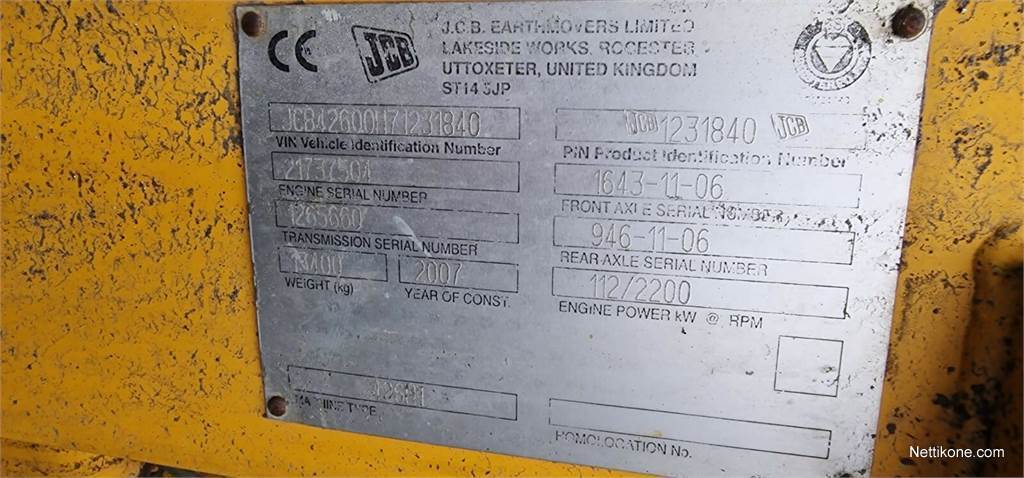 CE JCB
J.C.B. EARTHMOVERS LIMITED
LAKESIDE WORKS, ROCESTER
UTTOXETER, UNITED KINGDOM
ST14 5JP
JCB42600H71231840
VIN Vehicle Identification Number
JCB 1231840 JCB
PIN Product Identification Number
21737504
ENGINE SERIAL NUMBER
1643-11-06
FRONT AXLE SERIAL NUMBER
1265660
TRANSMISSION SERIAL NUMBER
946-11-06
REAR AXLE SERIAL NUMBER
13400
WEIGHT (kg)
2007
YEAR OF CONST.
112/2200
ENGINE POWER kW @ RPM
MACHINE TYPE
HOMOLOGATION No.
Nettikone.com